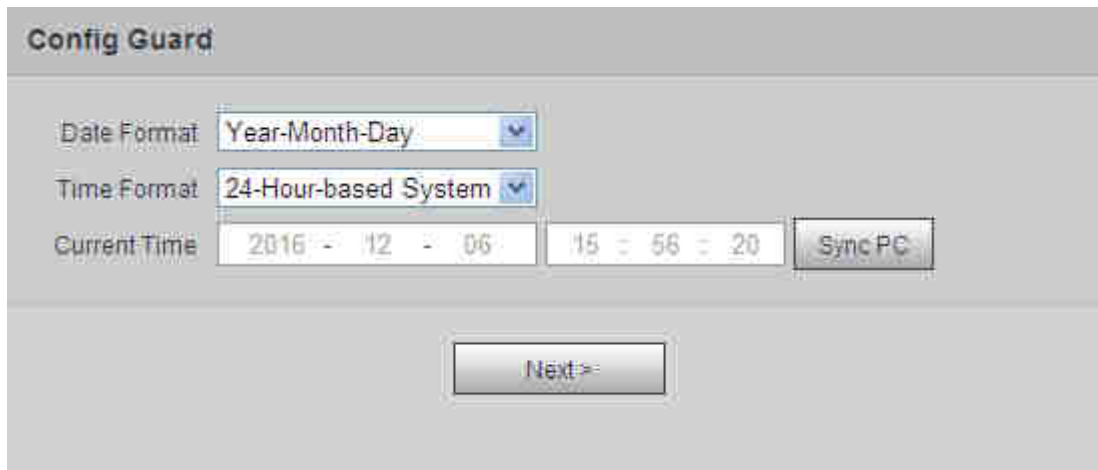 Config Guard
Date Format Year-Month-Day
Time Format 24-Hour-based System
Current Time 2016 - 12 - 06 15 : 56 : 20 Sync PC
Next >